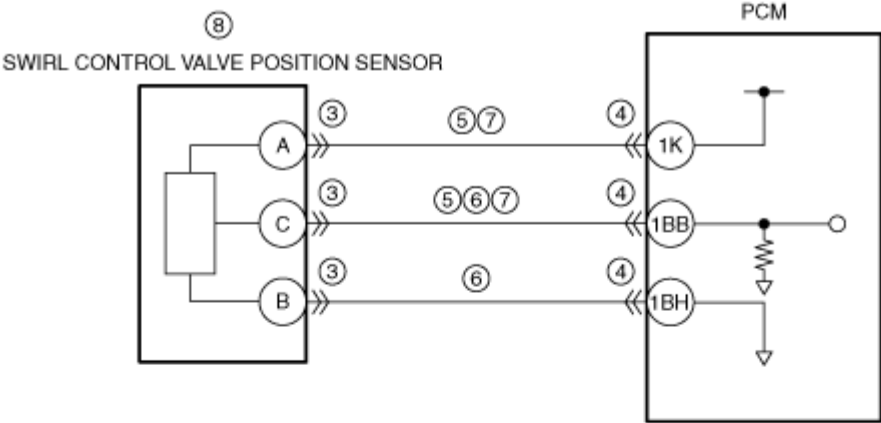 PCM
⑧
SWIRL CONTROL VALVE POSITION SENSOR
A ③ ⑤⑦ ④ 1K
C ③ ⑤⑥⑦ ④ 1BB
B ③ ⑥ ④ 1BH